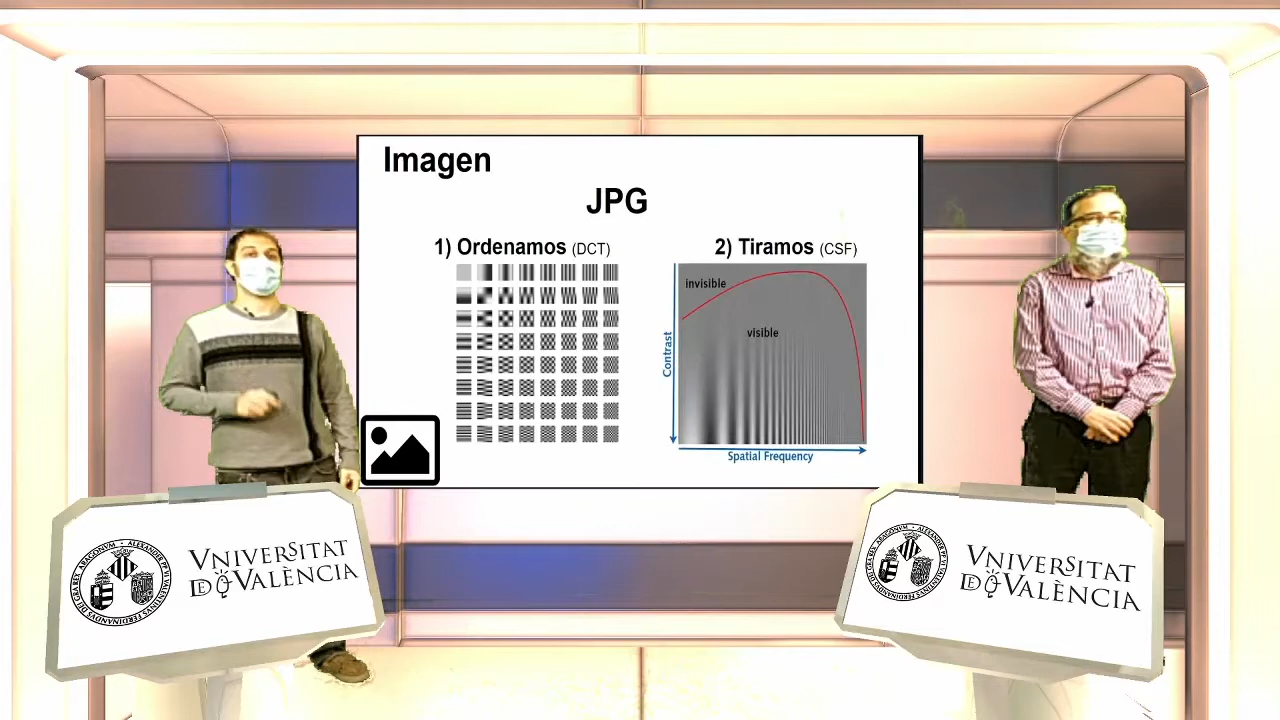 Imagen
JPG
1) Ordenamos (DCT)
2) Tiramos (CSF)
invisible
visible
Contrast
Spatial Frequency
VNIVERSITAT
DE VALÈNCIA
VNIVERSITAT
DE VALÈNCIA